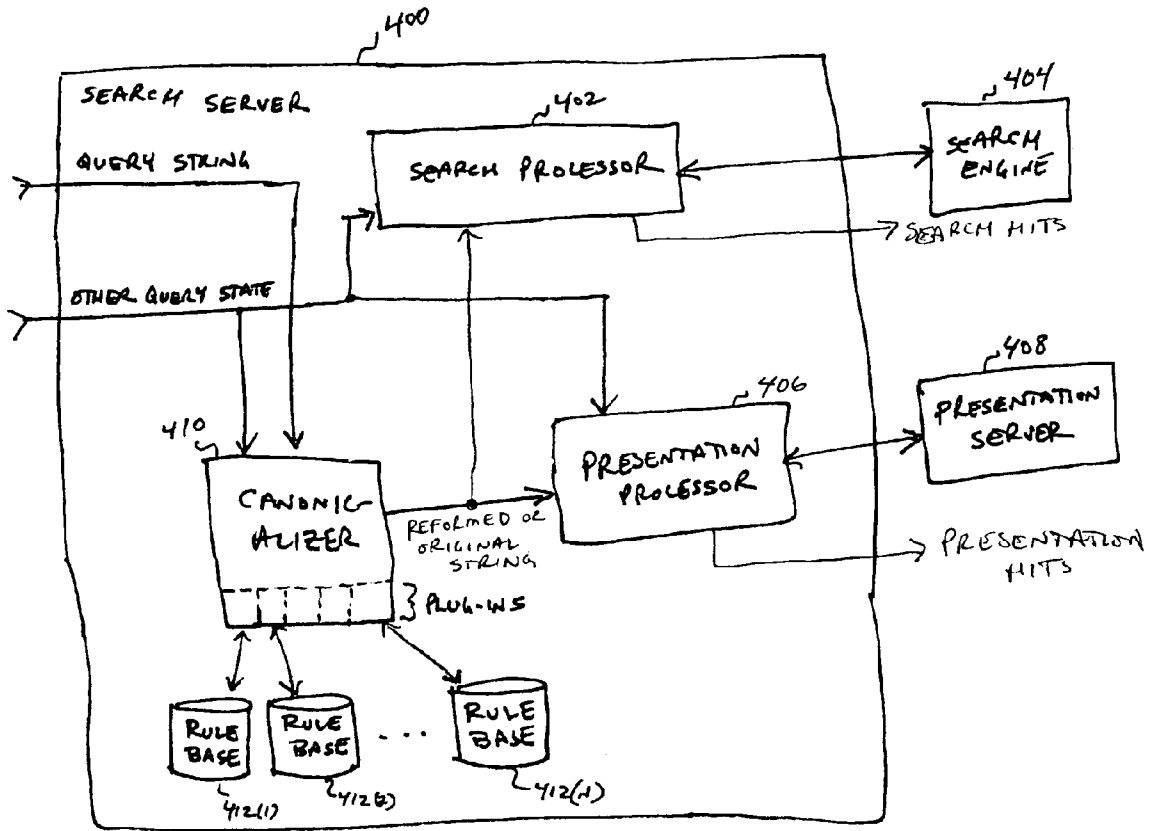 400
SEARCH SERVER
402
404
QUERY STRING
SEARCH PROCESSOR
SEARCH
ENGINE
SEARCH HITS
OTHER QUERY STATE
408
406
PRESENTATION
SERVER
410
PRESENTATION
PROCESSOR
CANONIC-
ALIZER
REFORMED OR
ORIGINAL
STRING
PRESENTATION
HITS
PLUG-INS
RULE
BASE
RULE
BASE
...
RULE
BASE
412(1)
412(2)
412(N)